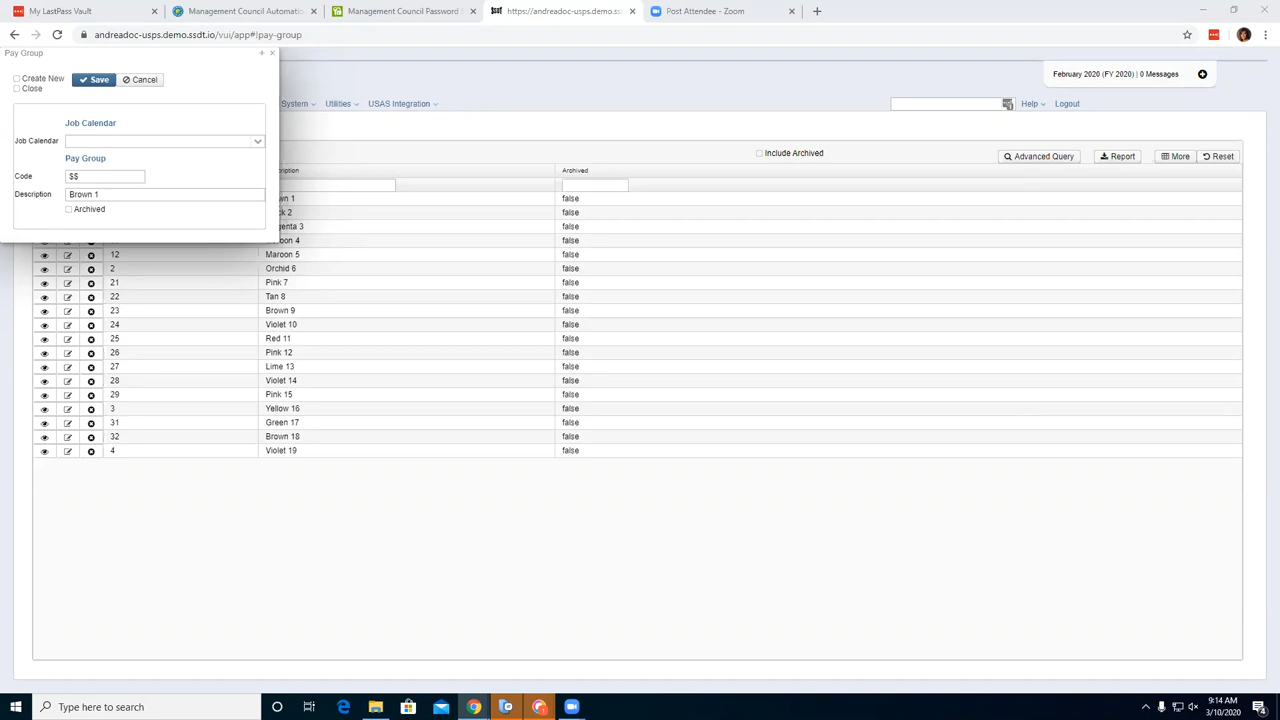 My LastPass Vault
Management Council Automatio
Management Council Password
https://andreadoc-usps.demo.ssdt
Post Attendee - Zoom
andreadoc-usps.demo.ssdt.io/vui/app#!pay-group
Pay Group
February 2020 (FY 2020) | 0 Messages
Create New
Close
Save
Cancel
System
Utilities
USAS Integration
Help
Logout
Job Calendar
Job Calendar
Pay Group
Code
$$
Description
Brown 1
Archived
Include Archived
Advanced Query
Report
More
Reset
ription
Archived
wn 1
false
ck 2
false
genta 3
false
oon 4
false
12
Maroon 5
false
2
Orchid 6
false
21
Pink 7
false
22
Tan 8
false
23
Brown 9
false
24
Violet 10
false
25
Red 11
false
26
Pink 12
false
27
Lime 13
false
28
Violet 14
false
29
Pink 15
false
3
Yellow 16
false
31
Green 17
false
32
Brown 18
false
4
Violet 19
false
Type here to search
9:14 AM
3/10/2020
4